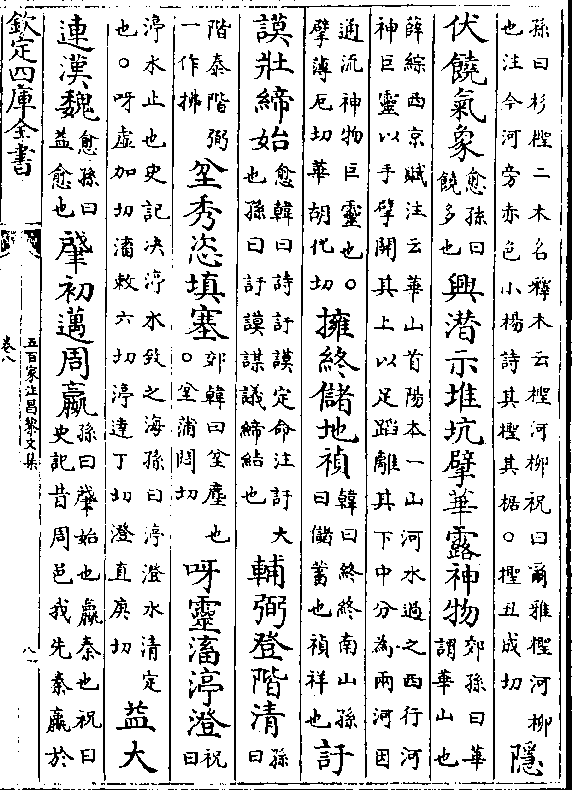 孫曰杉檉二木名釋木云檉河柳祝曰爾雅檉河柳
也注今河旁赤色小楊詩其檉其椐○檉丑成切
隱
伏饒氣象
愈孫曰
饒多也
興潛示堆坑擘華露神物
郊孫曰華
謂華山也
薛綜西京賦注云華山首陽本一山河水過之西行河
神巨靈以手擘開其上以足蹈離其下中分為兩河因
通流神物巨靈也○
擘薄厄切華胡化切
擁終儲地禎
韓曰終終南山孫
曰儲蓄也禎祥也
訏
謨壯締始
愈韓曰詩訏謨定命注訏大
也孫曰訏謨謀議締結也
輔弼登階清
孫
曰
階泰階弼
一作拂
坌秀恣填塞
郊韓曰坌塵也
○坌蒲悶切
呀靈滀渟澄
祝
曰
渟水止也史記决渟水致之海孫曰渟澄水清定
也○呀虛加切滀敕六切渟達丁切澄直庚切
益大
連漢魏
愈孫曰
益愈也
肇初邁周嬴
孫曰肇始也嬴秦也祝曰
史記昔周邑我先秦嬴於
欽定四庫全書
五百家注昌黎文集
卷八
八